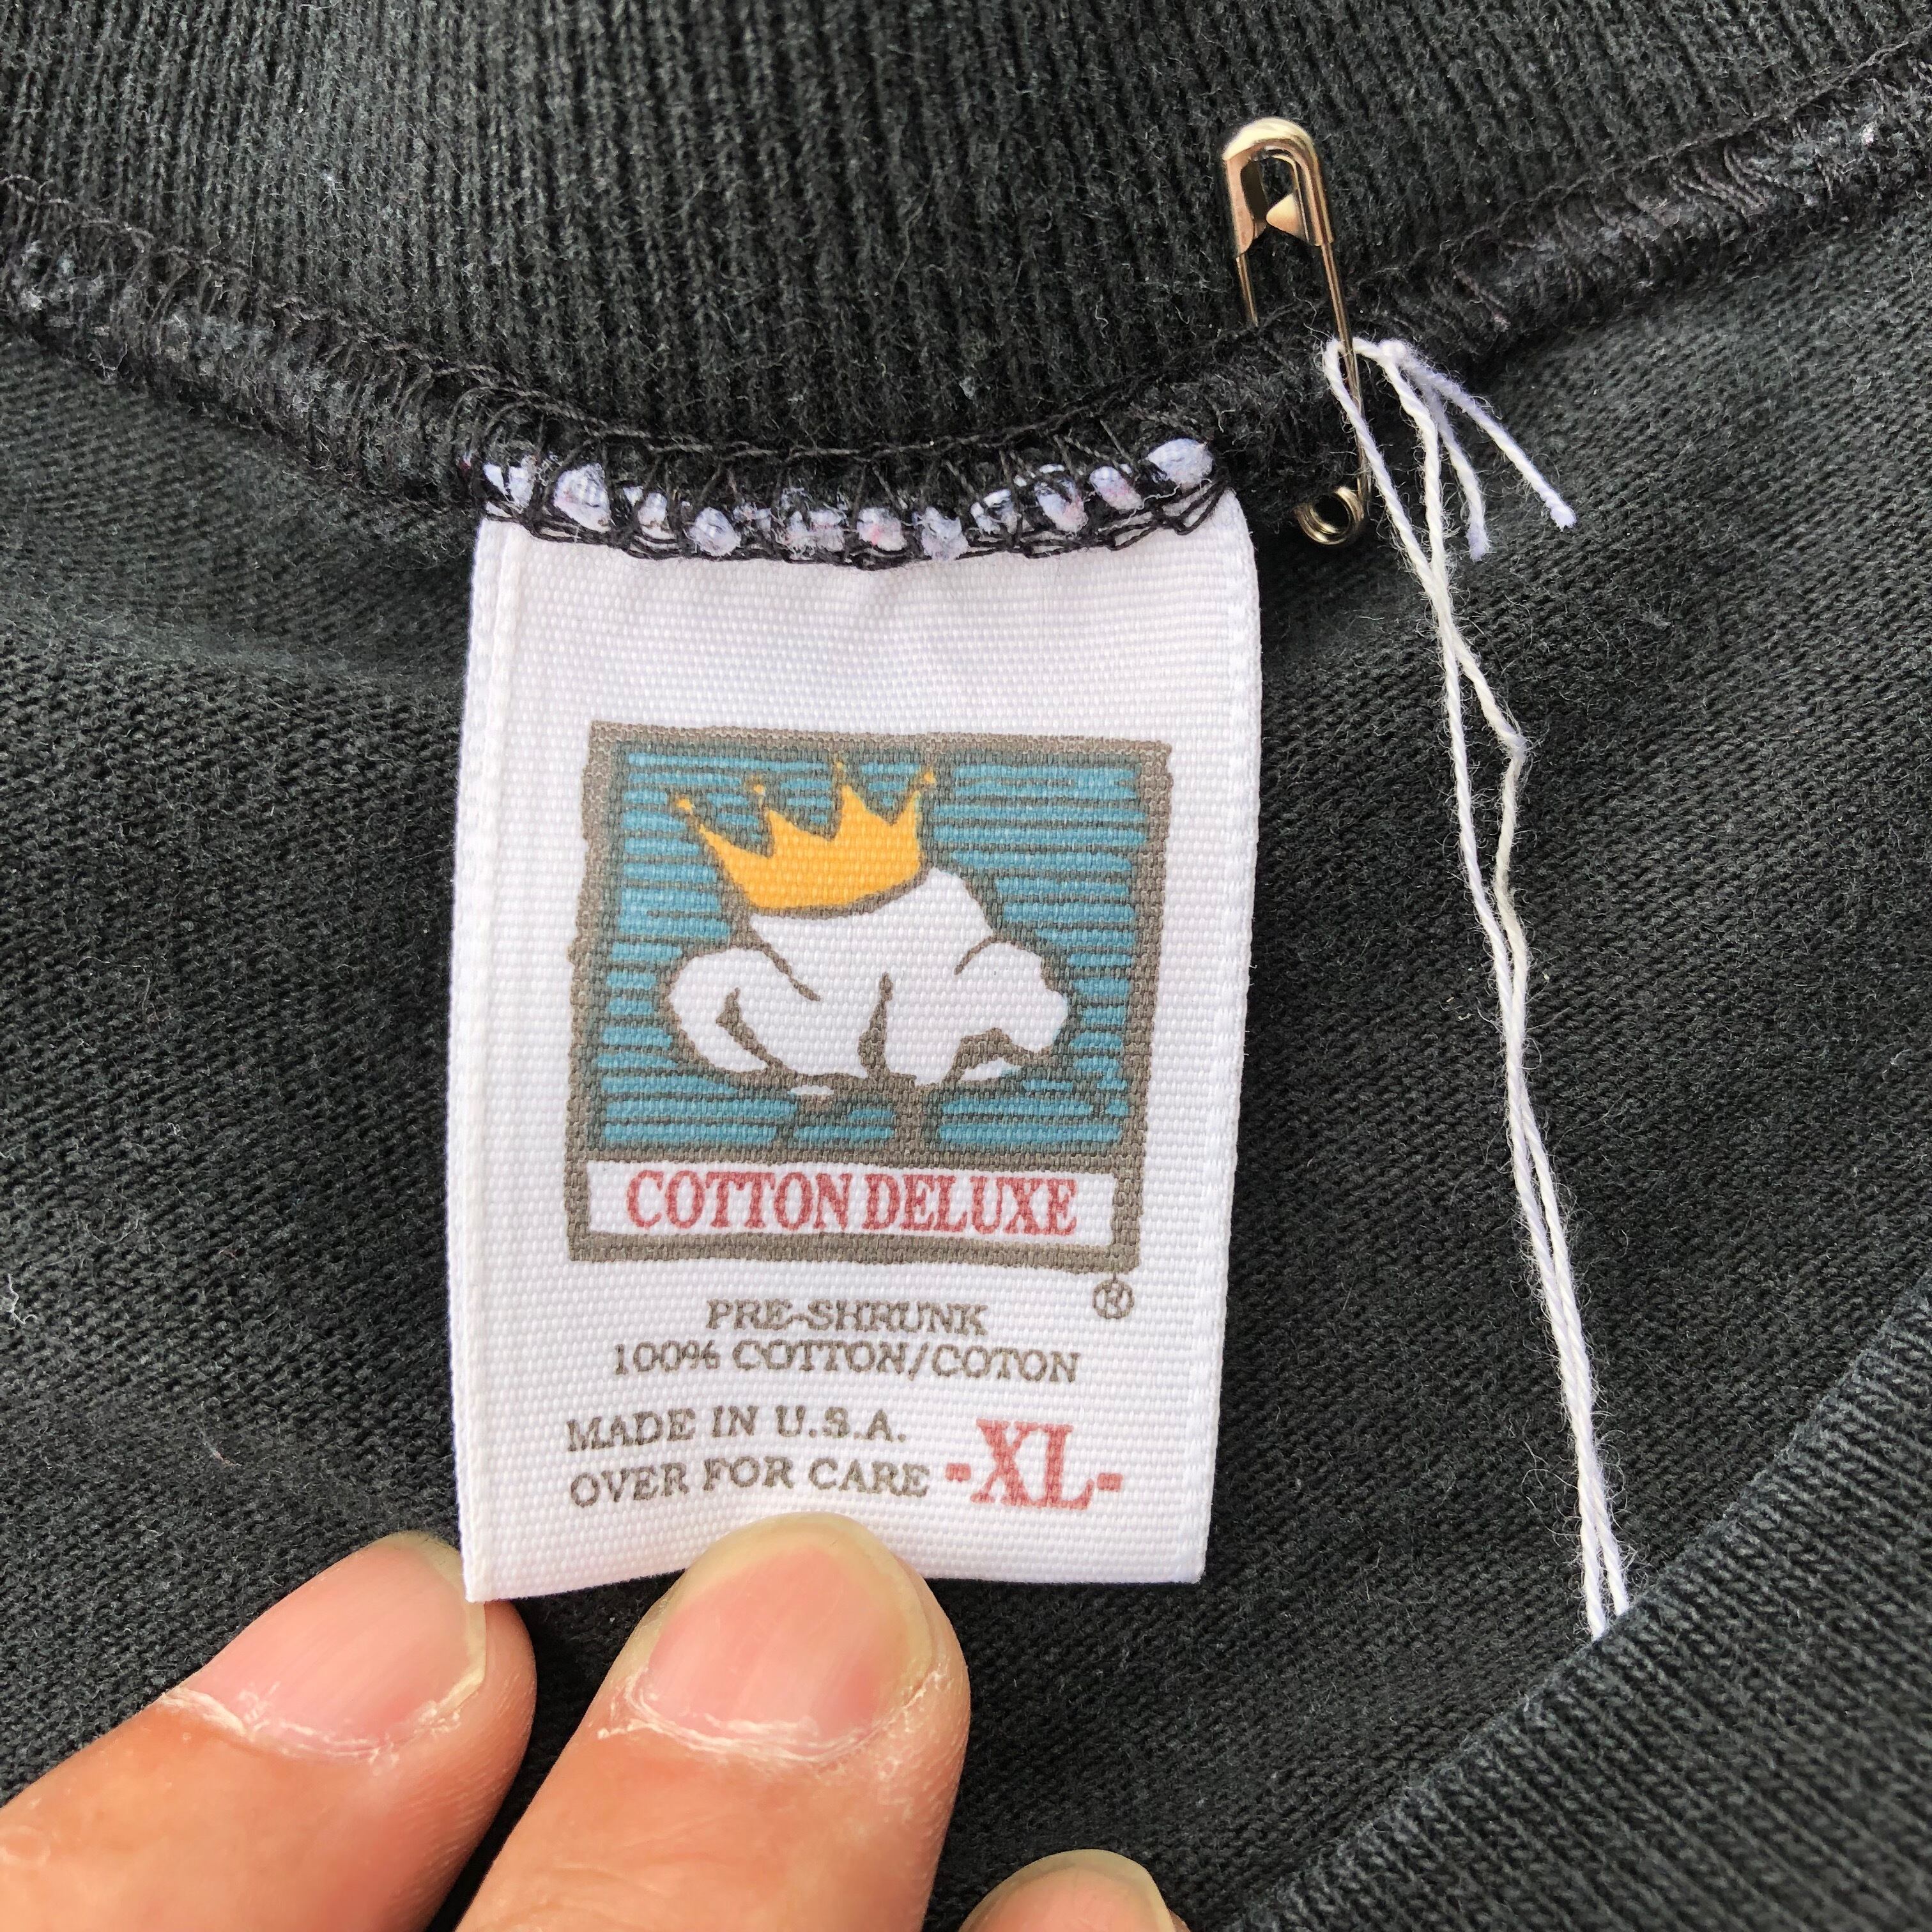 COTTON DELUXE
®
PRE-SHRUNK
100% COTTON/COTON
MADE IN U.S.A.
OVER FOR CARE -XL-